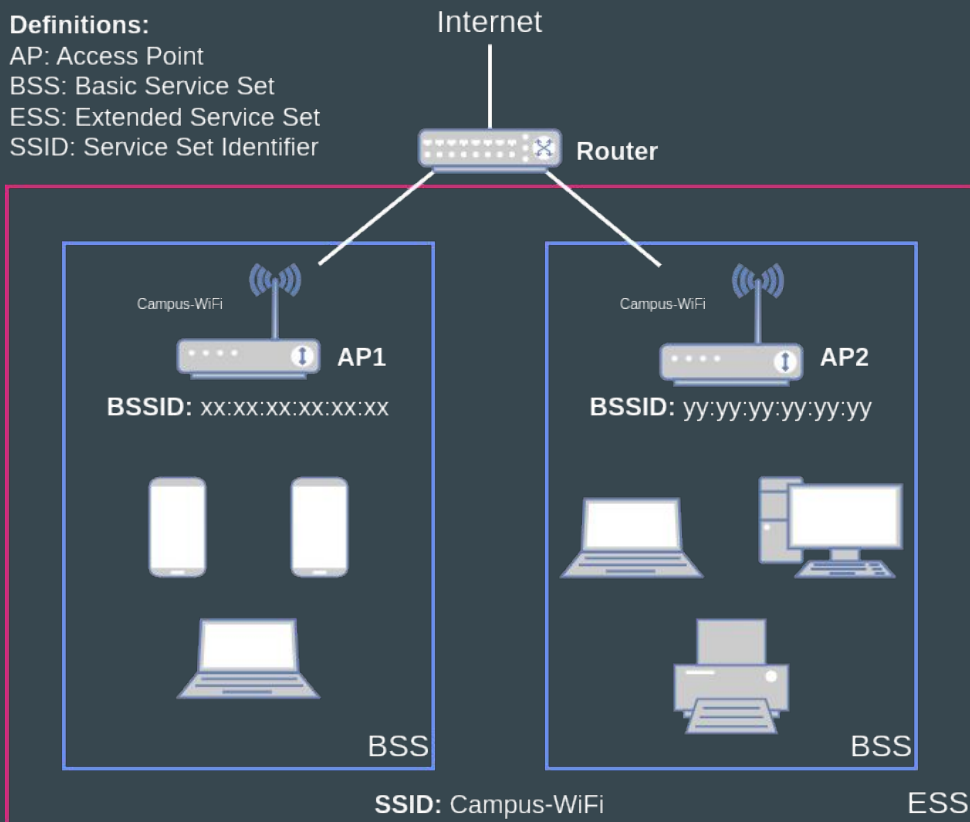 Definitions:
AP: Access Point
BSS: Basic Service Set
ESS: Extended Service Set
SSID: Service Set Identifier
Internet
Router
Campus-WiFi
AP1
BSSID: xx:xx:xx:xx:xx:xx
BSS
Campus-WiFi
AP2
BSSID: yy:yy:yy:yy:yy:yy
BSS
SSID: Campus-WiFi
ESS